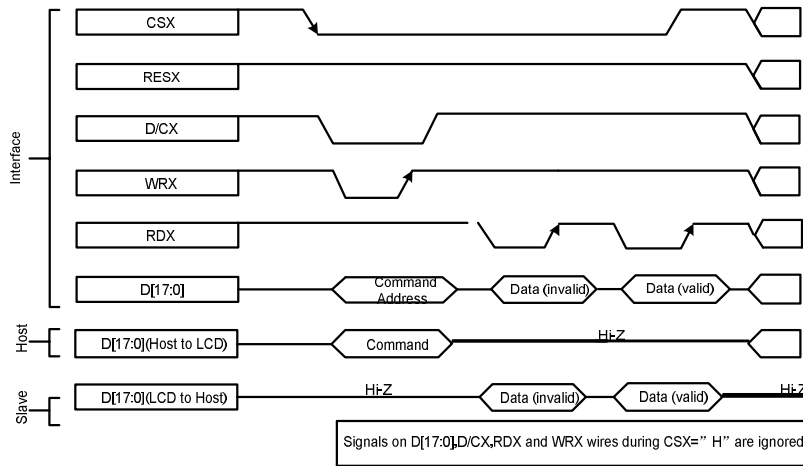 CSX
RESX
D/CX
WRX
RDX
Interface
D[17:0]
Command
Address
Data (invalid)
Data (valid)
Host
D[17:0](Host to LCD)
Command
Hi-Z
Slave
D[17:0](LCD to Host)
Hi-Z
Data (invalid)
Data (valid)
Hi-Z
Signals on D[17:0],D/CX,RDX and WRX wires during CSX=” H” are ignored